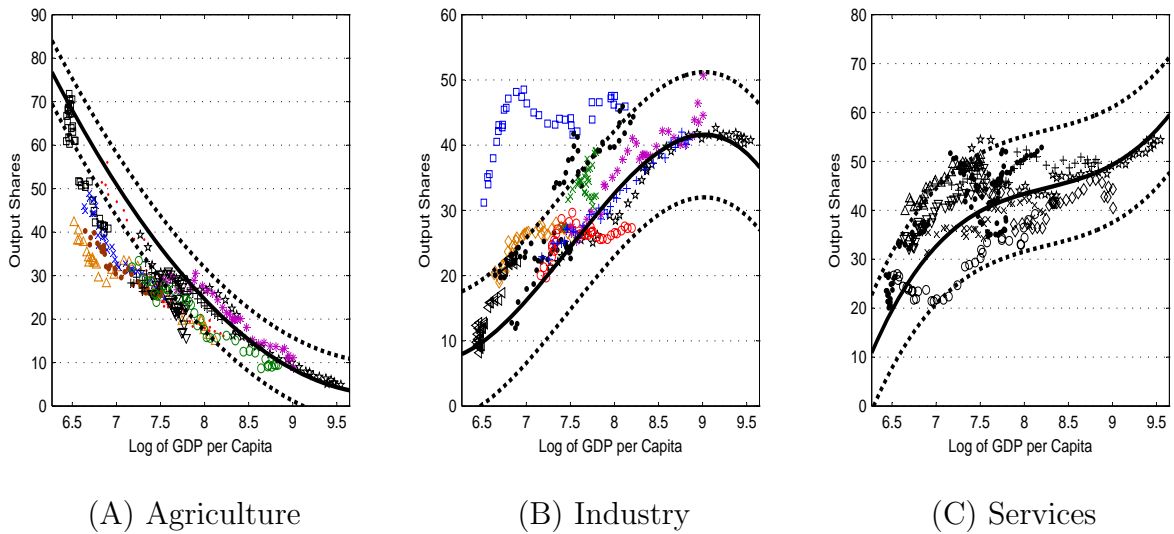 90
80
70
60
50
40
30
20
10
0
Output Shares
6.5 7 7.5 8 8.5 9 9.5
Log of GDP per Capita
(A) Agriculture
60
50
40
30
20
10
0
Output Shares
6.5 7 7.5 8 8.5 9 9.5
Log of GDP per Capita
(B) Industry
80
70
60
50
40
30
20
10
0
Output Shares
6.5 7 7.5 8 8.5 9 9.5
Log of GDP per Capita
(C) Services